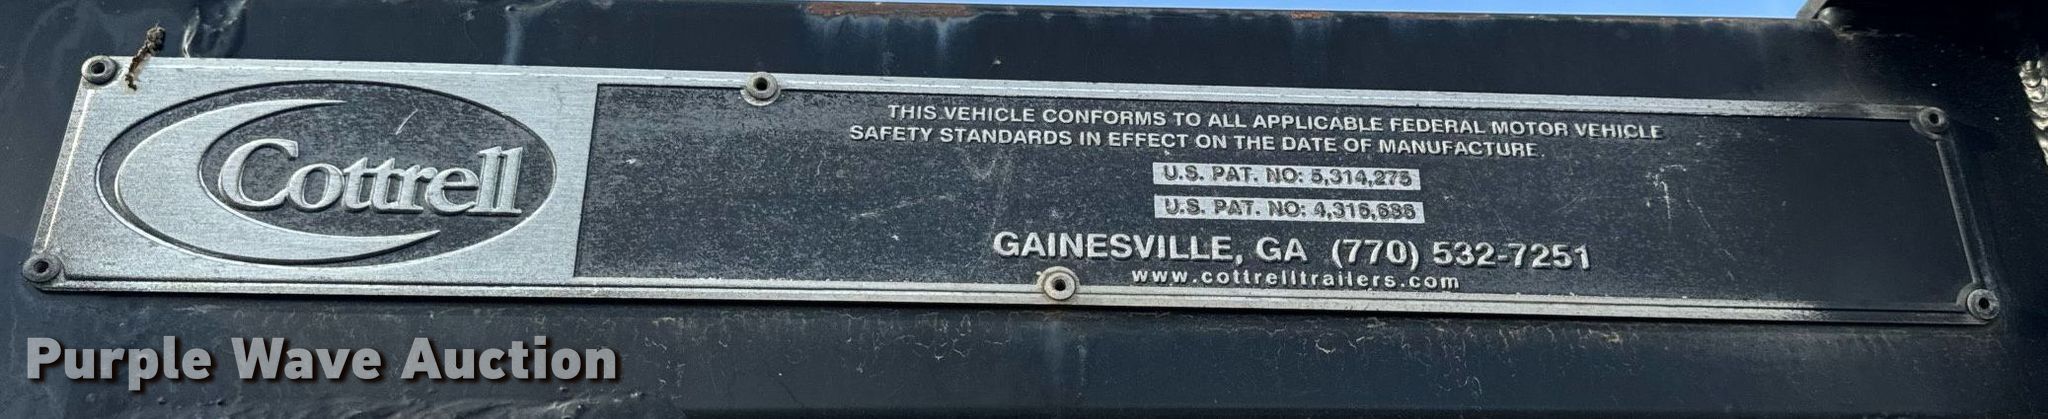 Cottrell
THIS VEHICLE CONFORMS TO ALL APPLICABLE FEDERAL MOTOR VEHICLE
SAFETY STANDARDS IN EFFECT ON THE DATE OF MANUFACTURE.
U.S. PAT. NO: 5,314,275
U.S. PAT. NO: 4,316,686
GAINESVILLE, GA (770) 532-7251
www.cottrelltrailers.com
Purple Wave Auction